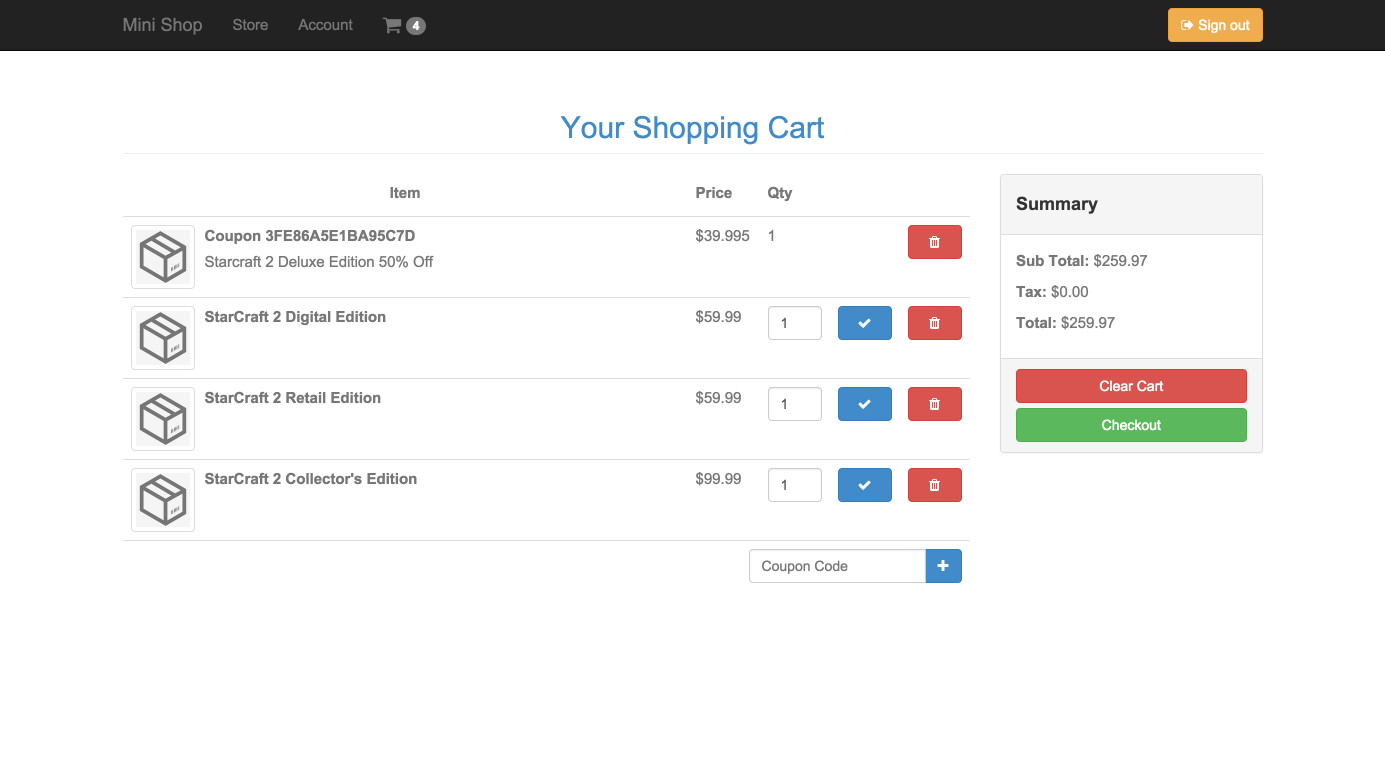 Mini Shop Store Account 4 Sign out
Your Shopping Cart
Item Price Qty
Coupon 3FE86A5E1BA95C7D $39.995 1
Starcraft 2 Deluxe Edition 50% Off
StarCraft 2 Digital Edition $59.99 1
StarCraft 2 Retail Edition $59.99 1
StarCraft 2 Collector's Edition $99.99 1
Coupon Code
Summary
Sub Total: $259.97
Tax: $0.00
Total: $259.97
Clear Cart
Checkout